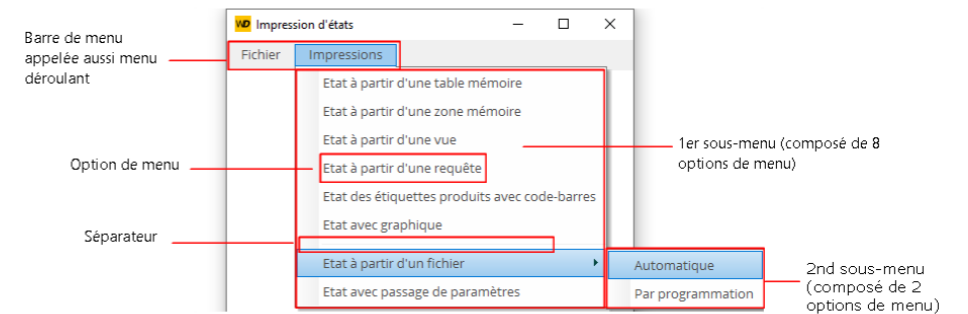 WD Impression d'états
Barre de menu
appelée aussi menu
déroulant
Fichier Impressions
Etat à partir d'une table mémoire
Etat à partir d'une zone mémoire
Etat à partir d'une vue
1er sous-menu (composé de 8
options de menu)
Option de menu
Etat à partir d'une requête
Etat des étiquettes produits avec code-barres
Etat avec graphique
Séparateur
Etat à partir d'un fichier
Automatique
2nd sous-menu
(composé de 2
options de menu)
Etat avec passage de paramètres
Par programmation